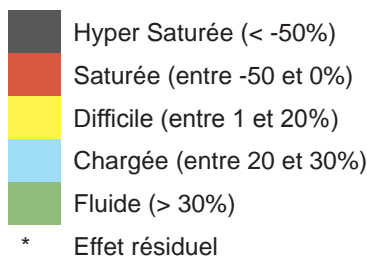 Hyper Saturée (< -50%)
Saturée (entre -50 et 0%)
Difficile (entre 1 et 20%)
Chargée (entre 20 et 30%)
Fluide (> 30%)
* Effet résiduel